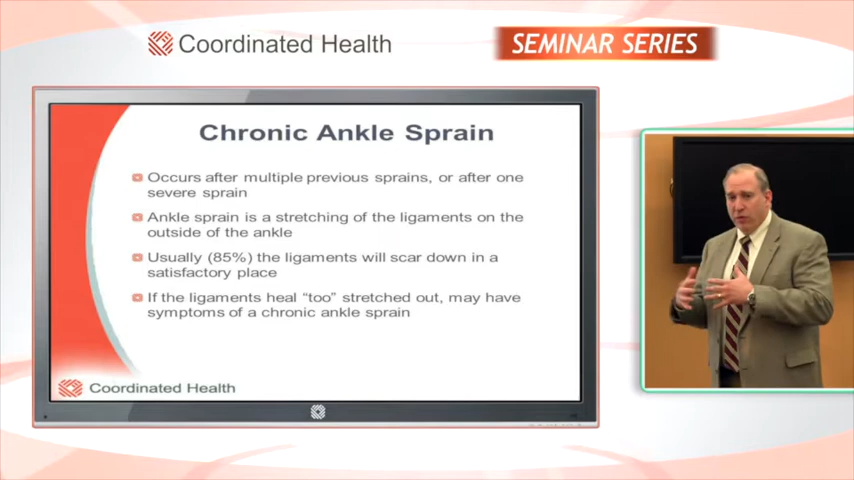 Coordinated Health
SEMINAR SERIES
Chronic Ankle Sprain
Occurs after multiple previous sprains, or after one
severe sprain
Ankle sprain is a stretching of the ligaments on the
outside of the ankle
Usually (85%) the ligaments will scar down in a
satisfactory place
If the ligaments heal “too” stretched out, may have
symptoms of a chronic ankle sprain
Coordinated Health